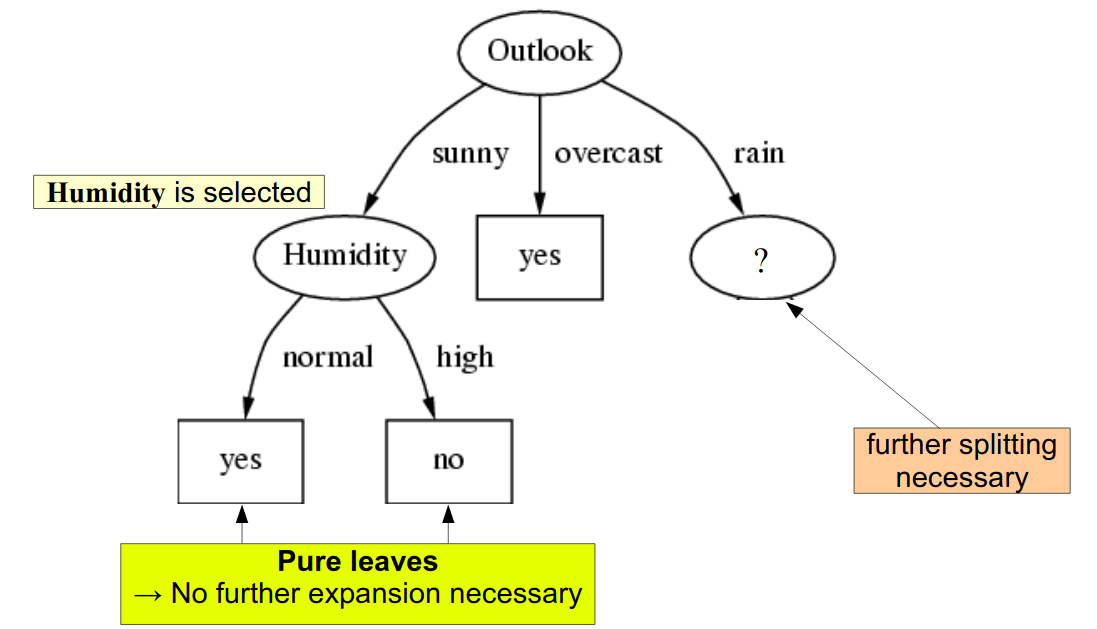 Outlook
sunny
overcast
rain
Humidity is selected
Humidity
yes
?
normal
high
yes
no
further splitting
necessary
Pure leaves
→ No further expansion necessary